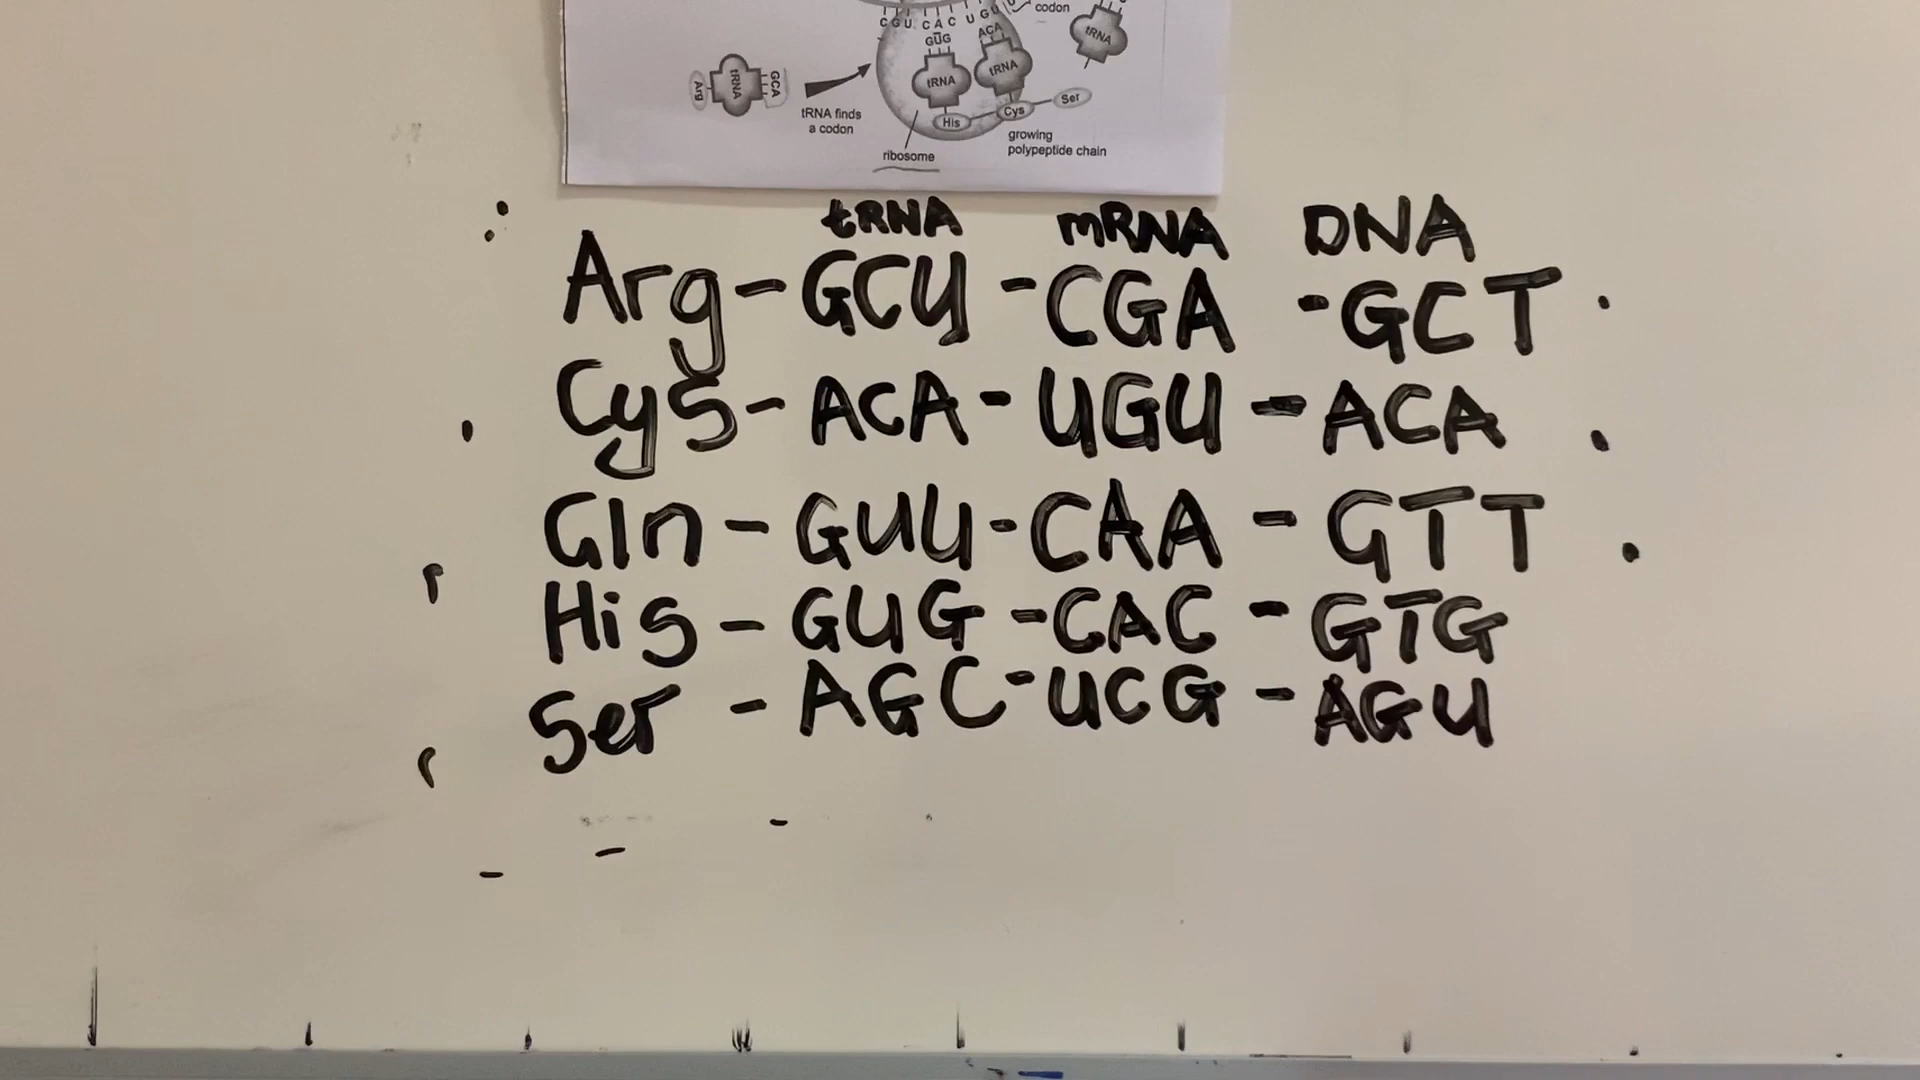 CGU CAC UGU
codon
GUG ACA
tRNA
Arg tRNA GCA
tRNA tRNA
tRNA finds
a codon
His Cys Ser
growing
polypeptide chain
ribosome
tRNA mRNA DNA
Arg - GCU - CGA - GCT
Cys - ACA - UGU - ACA
Gln - GUU - CAA - GTT
His - GUG - CAC - GTG
Ser - AGC - UCG - AGU